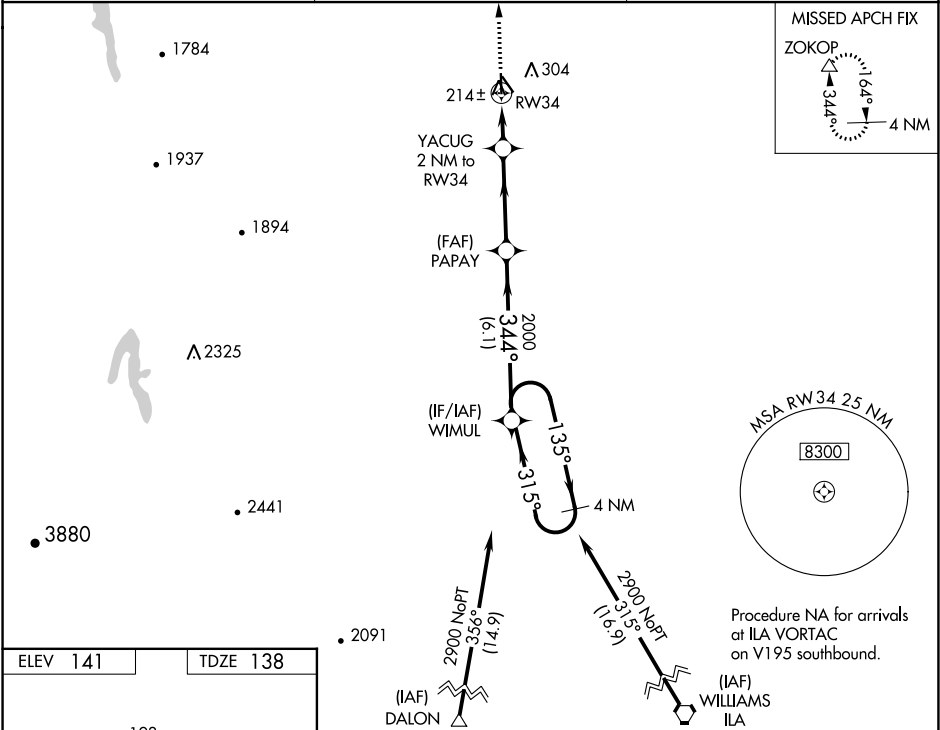 MISSED APCH FIX
ZOKOP
344°
164°
4 NM
1784
304
214±
RW34
YACUG
2 NM to
RW34
1937
1894
(FAF)
PAPAY
2000
344°
(6.1)
2325
(IF/IAF)
WIMUL
135°
315°
4 NM
MSA RW34 25 NM
8300
2441
3880
2900 NoPT
356°
(14.9)
2900 NoPT
315°
(16.9)
Procedure NA for arrivals
at ILA VORTAC
on V195 southbound.
2091
ELEV 141
TDZE 138
(IAF)
DALON
(IAF)
WILLIAMS
ILA